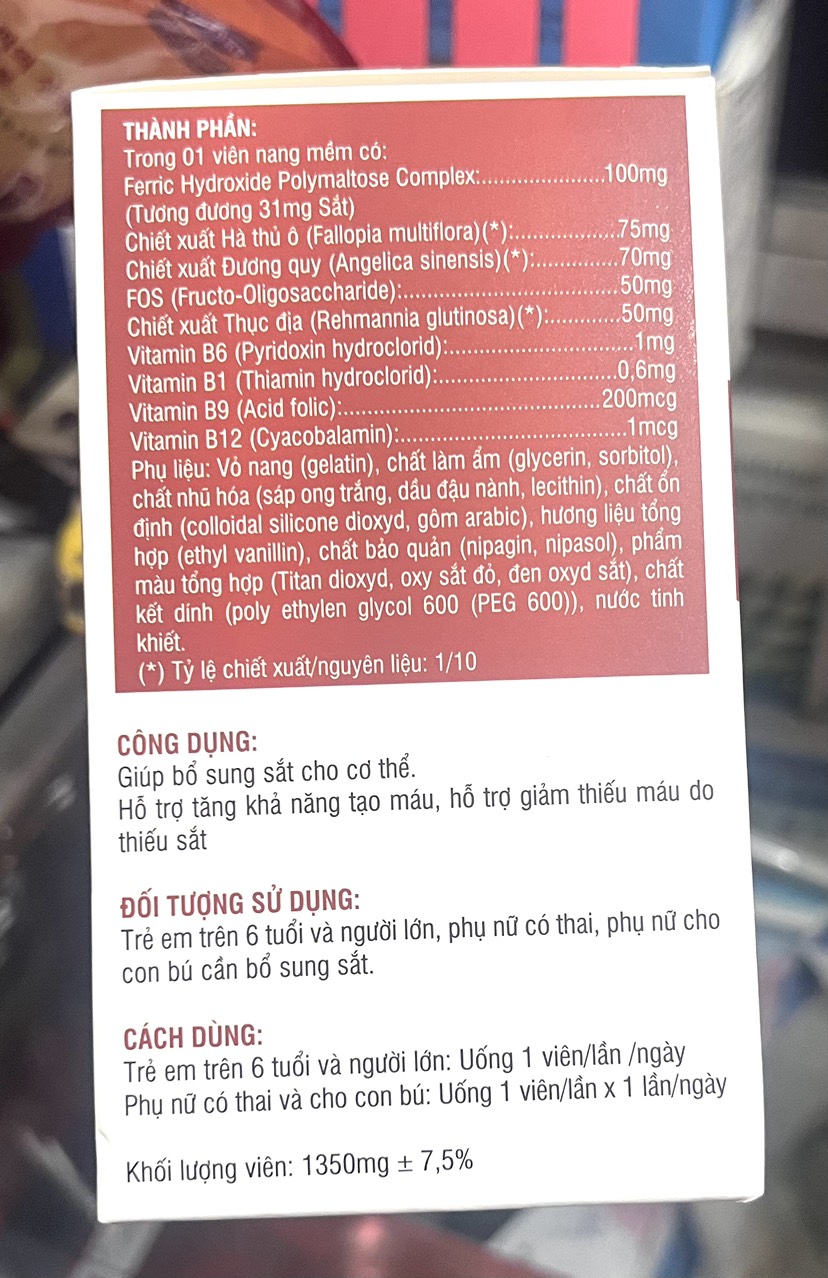 THÀNH PHẦN:
Trong 01 viên nang mềm có:
Ferric Hydroxide Polymaltose Complex:.....................100mg
(Tương đương 31mg Sắt)
Chiết xuất Hà thủ ô (Fallopia multiflora)(*):..................75mg
Chiết xuất Đương quy (Angelica sinensis)(*):..............70mg
FOS (Fructo-Oligosaccharide):.....................................50mg
Chiết xuất Thục địa (Rehmannia glutinosa)(*):............50mg
Vitamin B6 (Pyridoxin hydroclorid):................................1mg
Vitamin B1 (Thiamin hydroclorid):...............................0,6mg
Vitamin B9 (Acid folic):............................................200mcg
Vitamin B12 (Cyacobalamin):.......................................1mcg
Phụ liệu: Vỏ nang (gelatin), chất làm ẩm (glycerin, sorbitol),
chất nhũ hóa (sáp ong trắng, dầu đậu nành, lecithin), chất ổn
định (colloidal silicone dioxyd, gôm arabic), hương liệu tổng
hợp (ethyl vanillin), chất bảo quản (nipagin, nipasol), phẩm
màu tổng hợp (Titan dioxyd, oxy sắt đỏ, đen oxyd sắt), chất
kết dính (poly ethylen glycol 600 (PEG 600)), nước tinh
khiết.
(*) Tỷ lệ chiết xuất/nguyên liệu: 1/10
CÔNG DỤNG:
Giúp bổ sung sắt cho cơ thể.
Hỗ trợ tăng khả năng tạo máu, hỗ trợ giảm thiếu máu do
thiếu sắt
ĐỐI TƯỢNG SỬ DỤNG:
Trẻ em trên 6 tuổi và người lớn, phụ nữ có thai, phụ nữ cho
con bú cần bổ sung sắt.
CÁCH DÙNG:
Trẻ em trên 6 tuổi và người lớn: Uống 1 viên/lần /ngày
Phụ nữ có thai và cho con bú: Uống 1 viên/lần x 1 lần/ngày
Khối lượng viên: 1350mg ± 7,5%